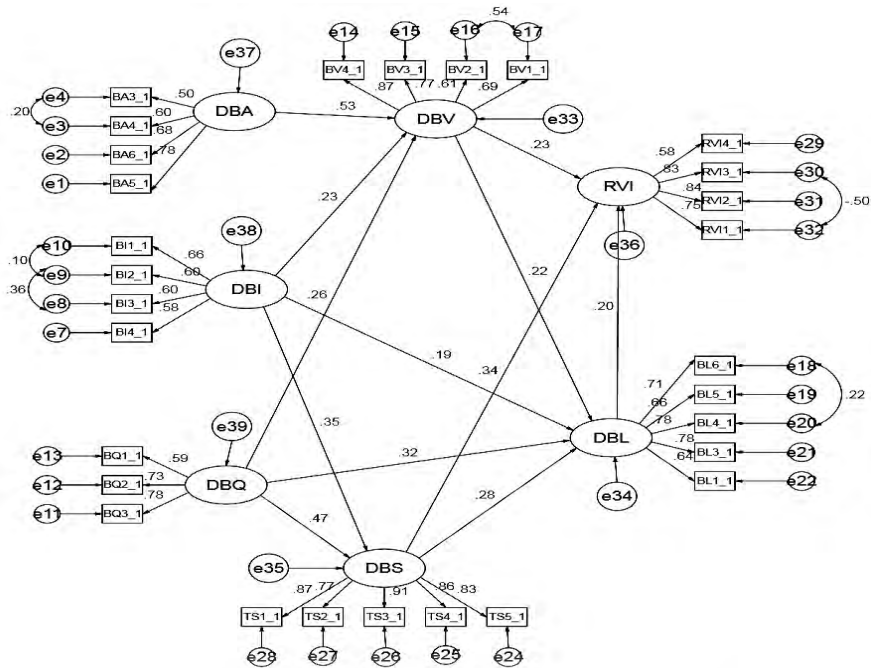 .54
e14 e15 e16 e17
BV4_1 BV3_1 BV2_1 BV1_1
.87 .77 .61 .69
e37
e4 BA3_1 .50
.20
e3 BA4_1 .60
e2 BA6_1 .68
e1 BA5_1 .78
DBA
.53
DBV
e33
.23
RVI
e36
.58 RVI4_1 e29
.83 RVI3_1 e30
.84 RVI2_1 e31
.75 RVI1_1 e32
-.50
e38
e10 BI1_1 .66
.10
e9 BI2_1 .60
.36
e8 BI3_1 .60
e7 BI4_1 .58
DBI
.23
.26
.22
.20
.19
.34
.35
e39
e13 BQ1_1 .59
e12 BQ2_1 .73
e11 BQ3_1 .78
DBQ
.32
.47
.28
DBL
e34
.71 BL6_1 e18
.66 BL5_1 e19
.78 BL4_1 e20
.78 BL3_1 e21
.64 BL1_1 e22
.22
e35
DBS
.87 .77 .91 .86 .83
TS1_1 TS2_1 TS3_1 TS4_1 TS5_1
e28 e27 e26 e25 e24